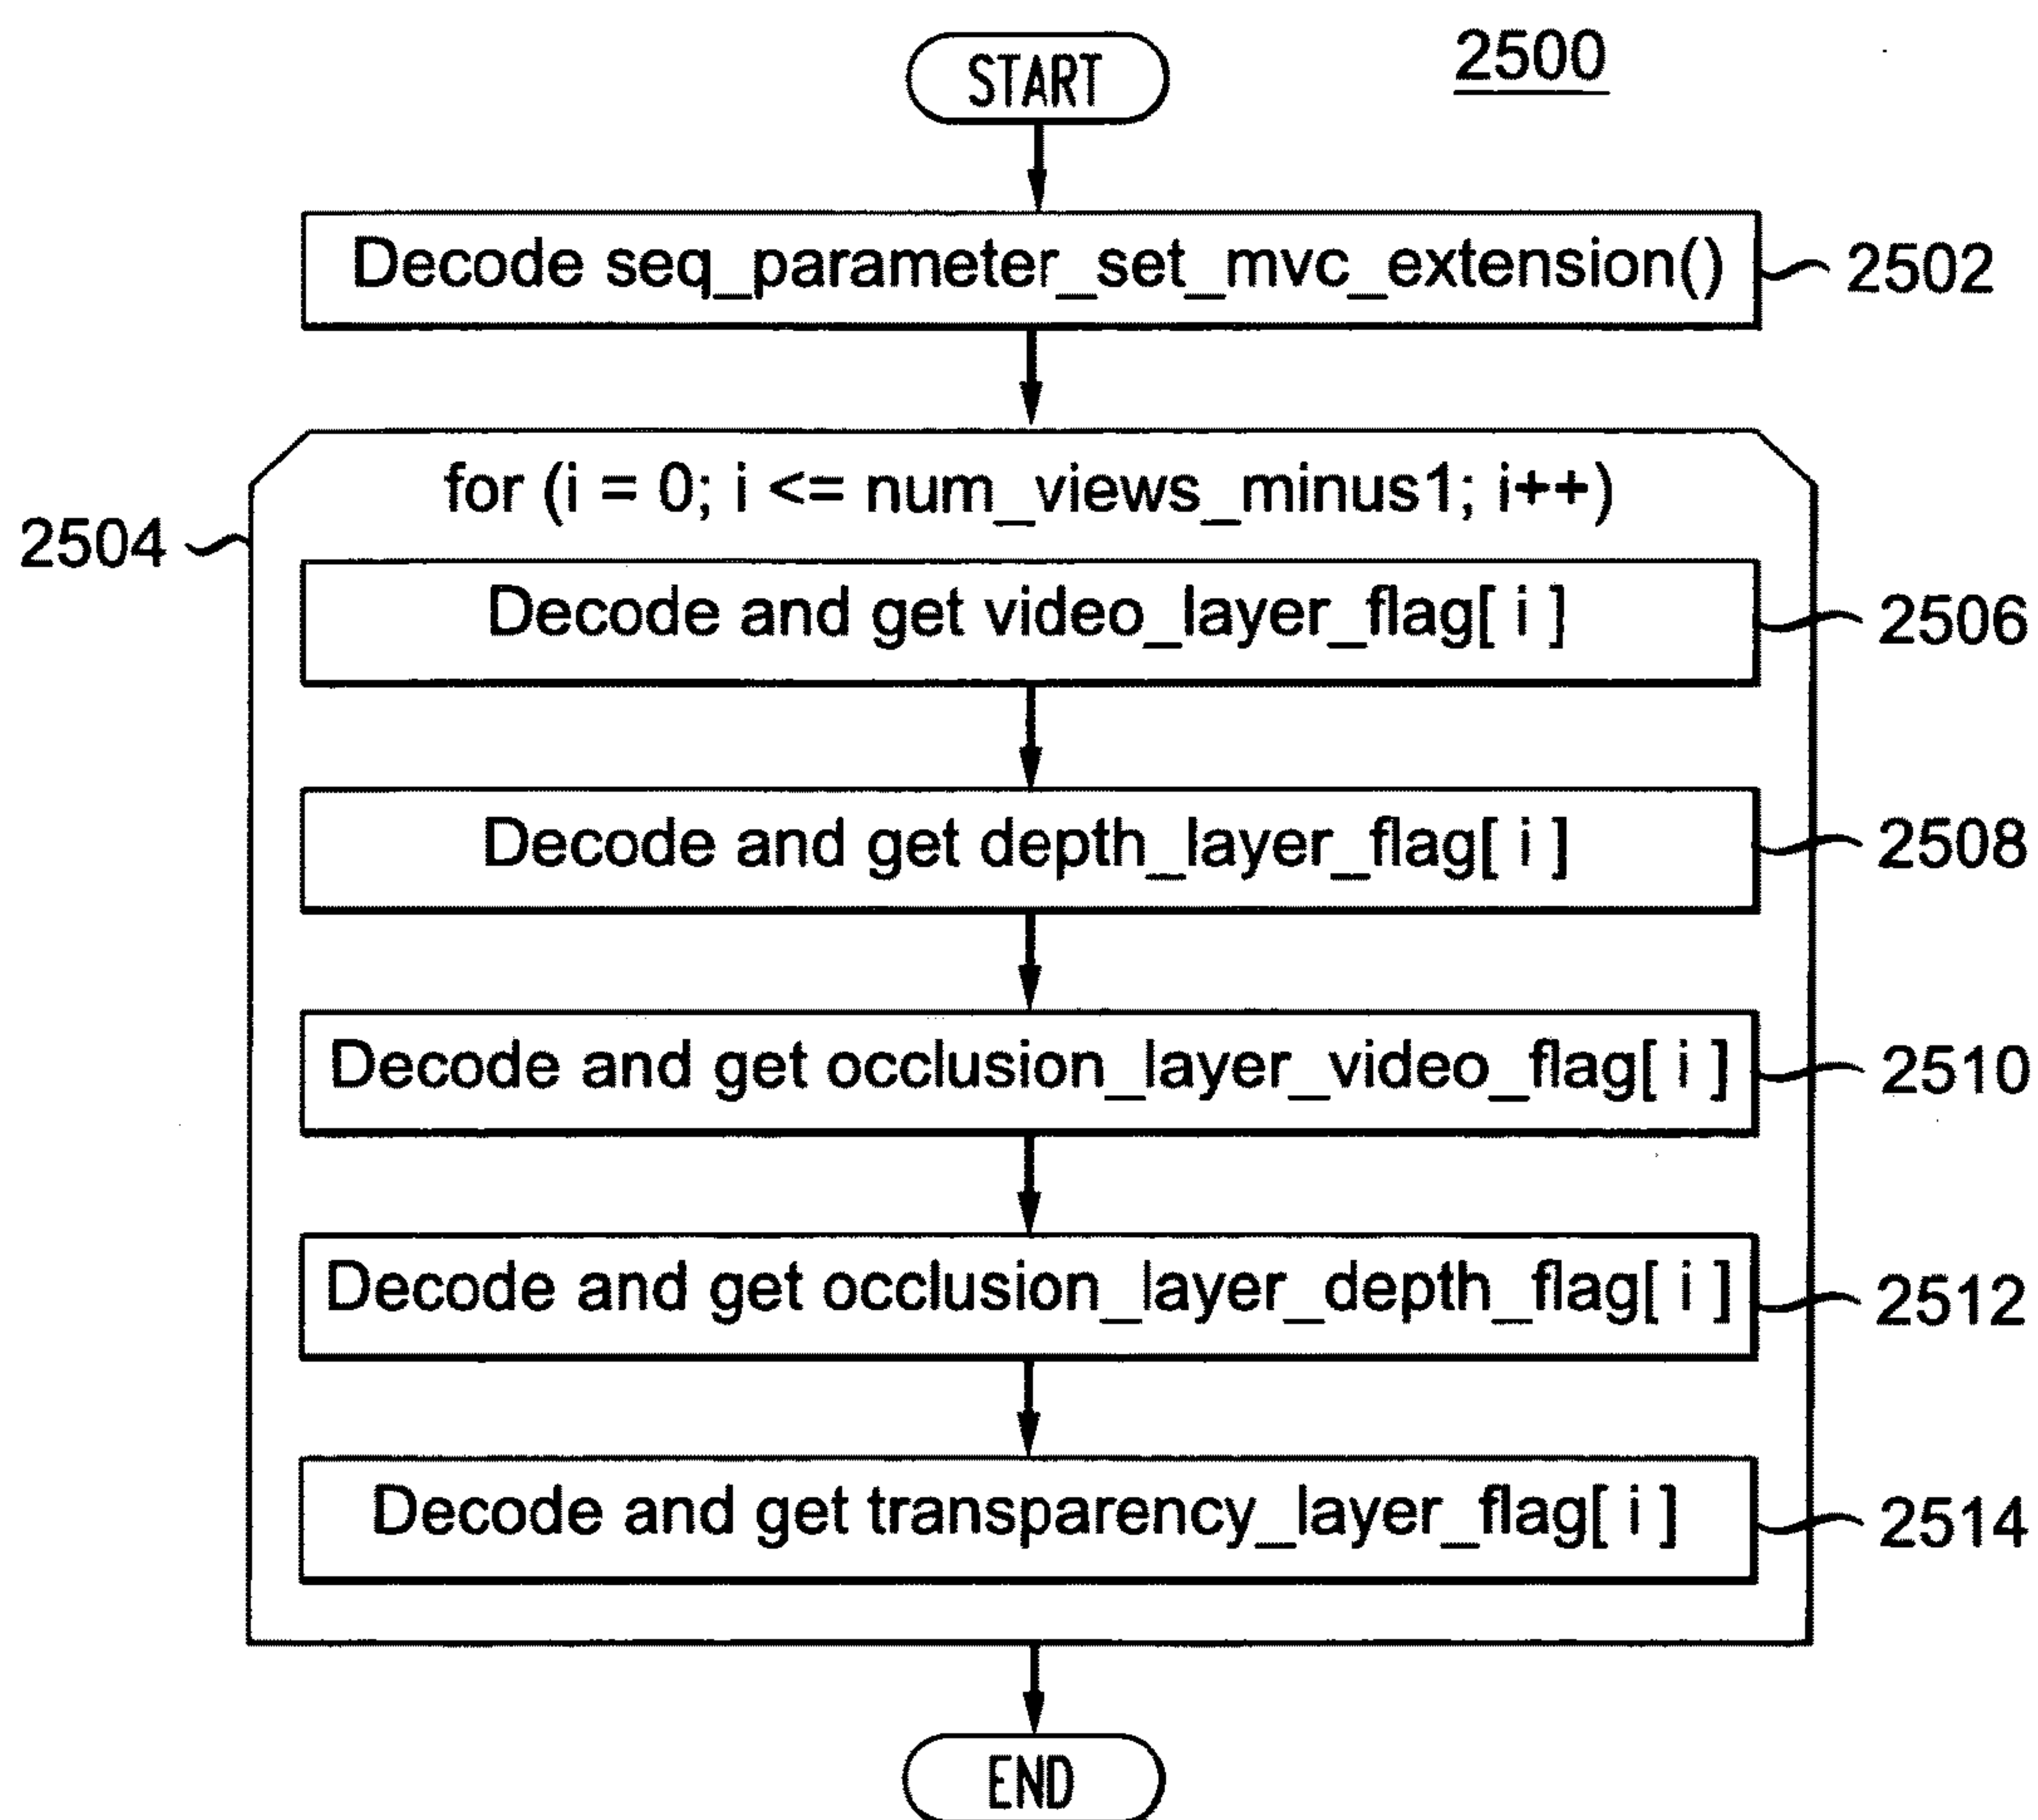 START
2500
Decode seq_parameter_set_mvc_extension()
2502
for (i = 0; i <= num_views_minus1; i++)
2504
Decode and get video_layer_flag[ i ]
2506
Decode and get depth_layer_flag[ i ]
2508
Decode and get occlusion_layer_video_flag[ i ]
2510
Decode and get occlusion_layer_depth_flag[ i ]
2512
Decode and get transparency_layer_flag[ i ]
2514
END